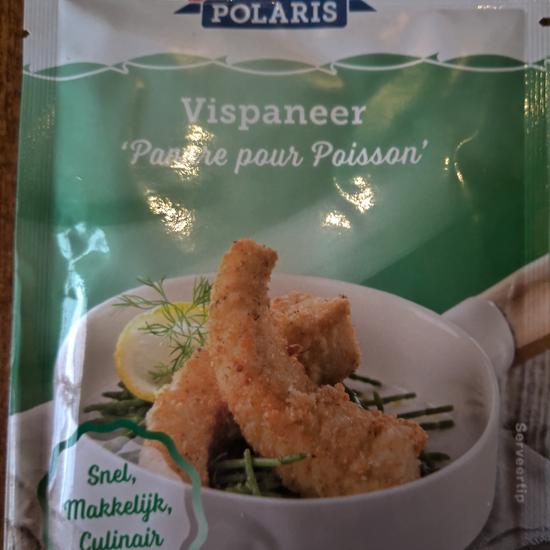 POLARIS
Vispaneer
'Panure pour Poisson'
Snel,
Makkelijk,
Culinair
Serveertip